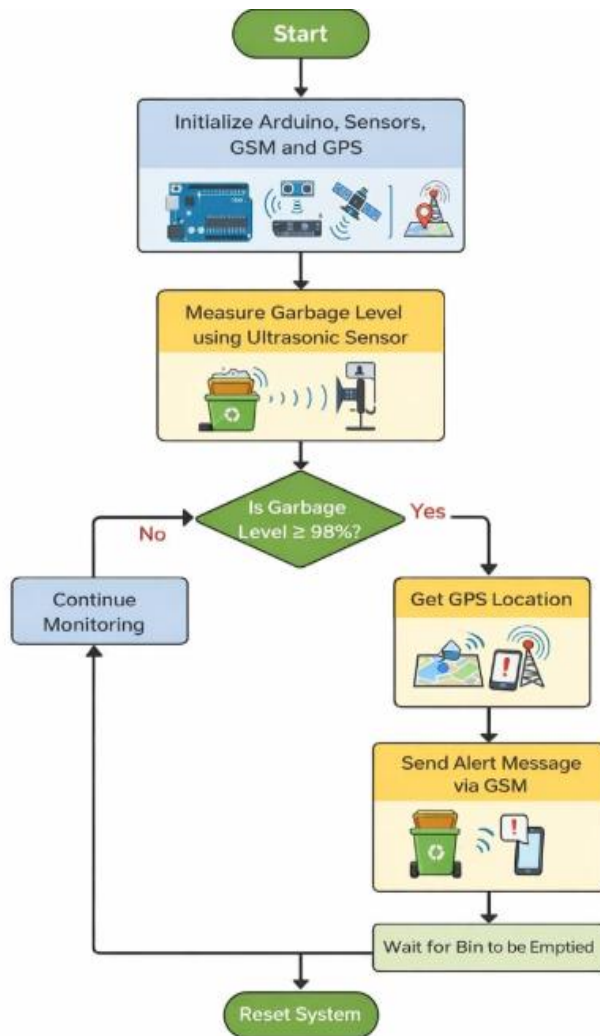 Start
Initialize Arduino, Sensors,
GSM and GPS
Measure Garbage Level
using Ultrasonic Sensor
Is Garbage
Level ≥ 98%?
Yes
No
Continue
Monitoring
Get GPS Location
!
Send Alert Message
via GSM
!
Wait for Bin to be Emptied
Reset System